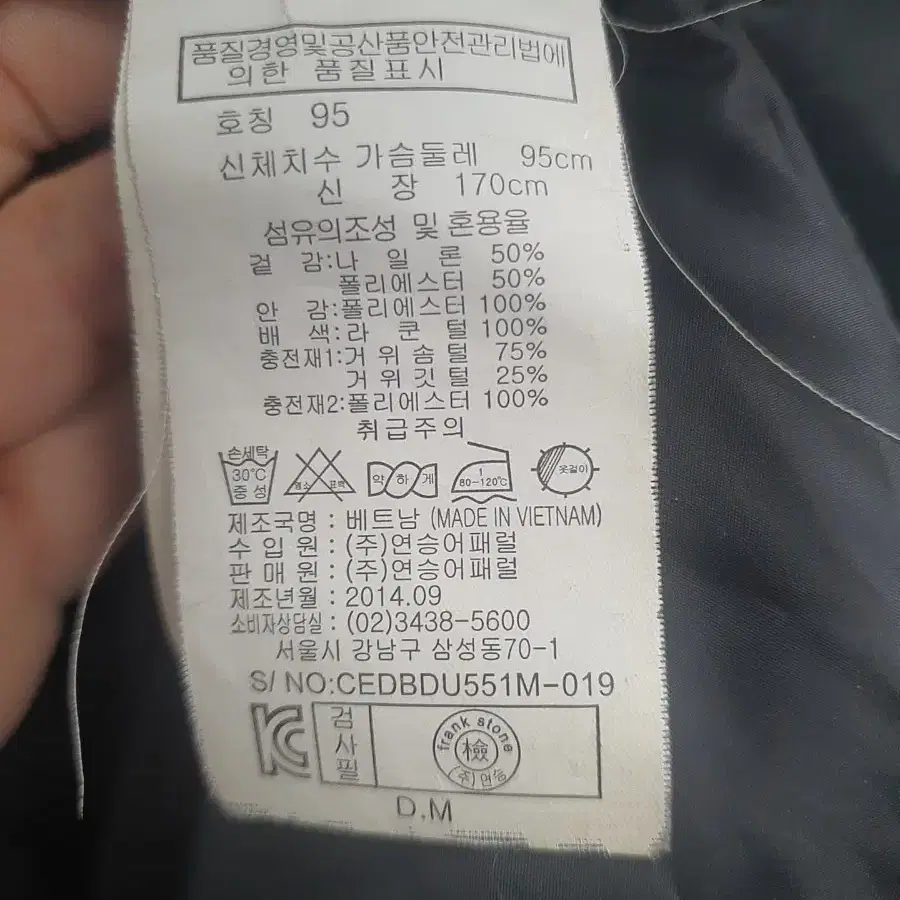 품질경영및공산품안전관리법에
의한 품질표시
호칭 95
신체치수 가슴둘레 95cm
신 장 170cm
섬유의조성 및 혼용율
겉 감:나 일 론 50%
폴리에스터 50%
안 감:폴리에스터 100%
배 색:라 쿤 털 100%
충전재1:거 위 솜 털 75%
거 위 깃 털 25%
충전재2:폴리에스터 100%
취급주의
손세탁
30°C
중성
염소 표백
약하게
1
80-120°C
옷걸이
제조국명 : 베트남 (MADE IN VIETNAM)
수 입 원 : (주)연승어패럴
판 매 원 : (주)연승어패럴
제조년월 : 2014.09
소비자상담실 : (02)3438-5600
서울시 강남구 삼성동70-1
S/ NO:CEDBDU551M-019
검사필
frank stone
檢
(주)연승
D.M